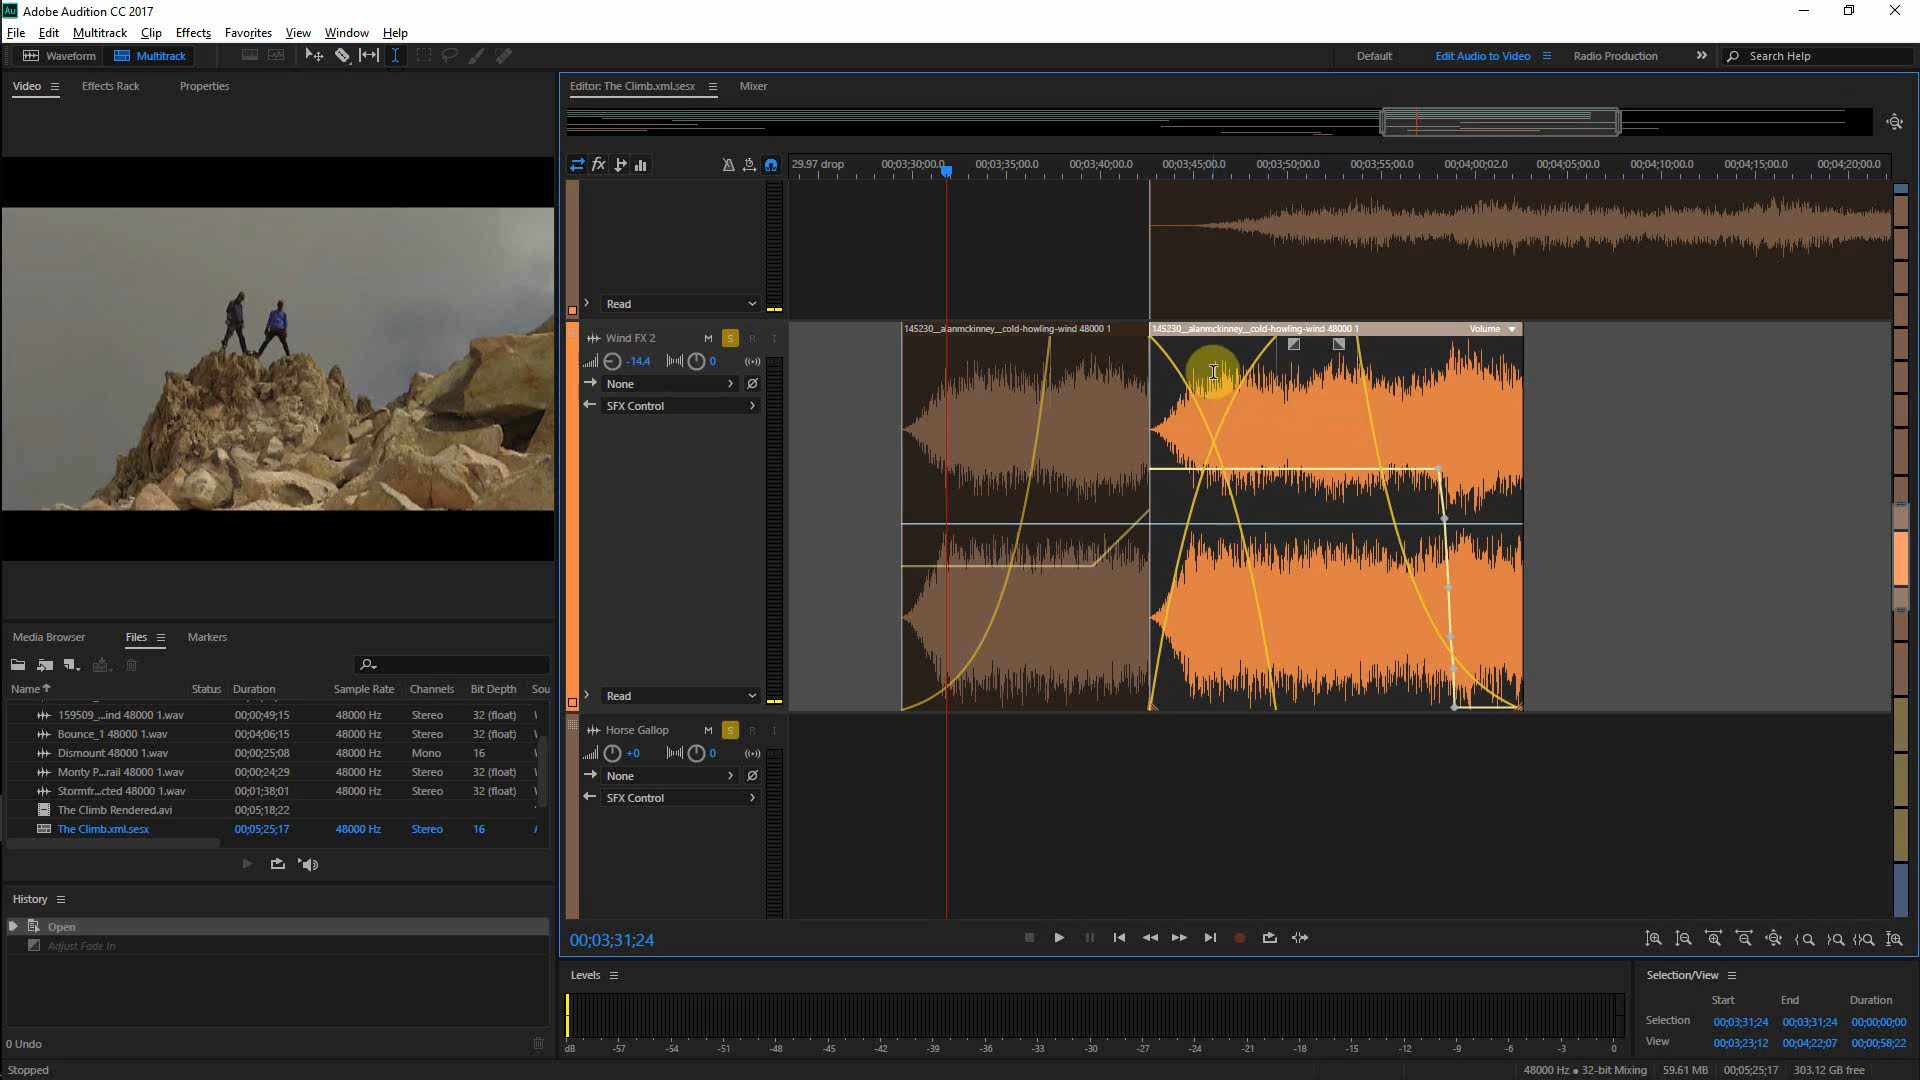 Au Adobe Audition CC 2017
File Edit Multitrack Clip Effects Favorites View Window Help
Waveform Multitrack Default Edit Audio to Video Radio Production Search Help
Video Effects Rack Properties
Editor: The Climb.xml.sesx Mixer
29.97 drop 00;03;30;00.0 00;03;35;00.0 00;03;40;00.0 00;03;45;00.0 00;03;50;00.0 00;03;55;00.0 00;04;00;02.0 00;04;05;00.0 00;04;10;00.0 00;04;15;00.0 00;04;20;00.0
Read
Wind FX 2 M S R I
145230__alanmckinney__cold-howling-wind 48000 1
145230__alanmckinney__cold-howling-wind 48000 1 Volume
-14.4 0
None
SFX Control
Read
Horse Gallop M S R I
+0 0
None
SFX Control
Media Browser Files Markers
Name Status Duration Sample Rate Channels Bit Depth Sou
159509_...ind 48000 1.wav 00;00;49;15 48000 Hz Stereo 32 (float)
Bounce_1 48000 1.wav 00;04;06;15 48000 Hz Stereo 32 (float)
Dismount 48000 1.wav 00;00;25;08 48000 Hz Mono 16
Monty P...rail 48000 1.wav 00;00;24;29 48000 Hz Stereo 32 (float)
Stormfr...cted 48000 1.wav 00;01;38;01 48000 Hz Stereo 32 (float)
The Climb Rendered.avi 00;05;18;22
The Climb.xml.sesx 00;05;25;17 48000 Hz Stereo 16
History
Open
Adjust Fade In
0 Undo
Stopped
00;03;31;24
Levels
dB -57 -54 -51 -48 -45 -42 -39 -36 -33 -30 -27 -24 -21 -18 -15 -12 -9 -6 -3 0
Selection/View
Start End Duration
Selection 00;03;31;24 00;03;31;24 00;00;00;00
View 00;03;23;12 00;04;22;07 00;00;58;22
48000 Hz • 32-bit Mixing 59.61 MB 00;05;25;17 303.12 GB free